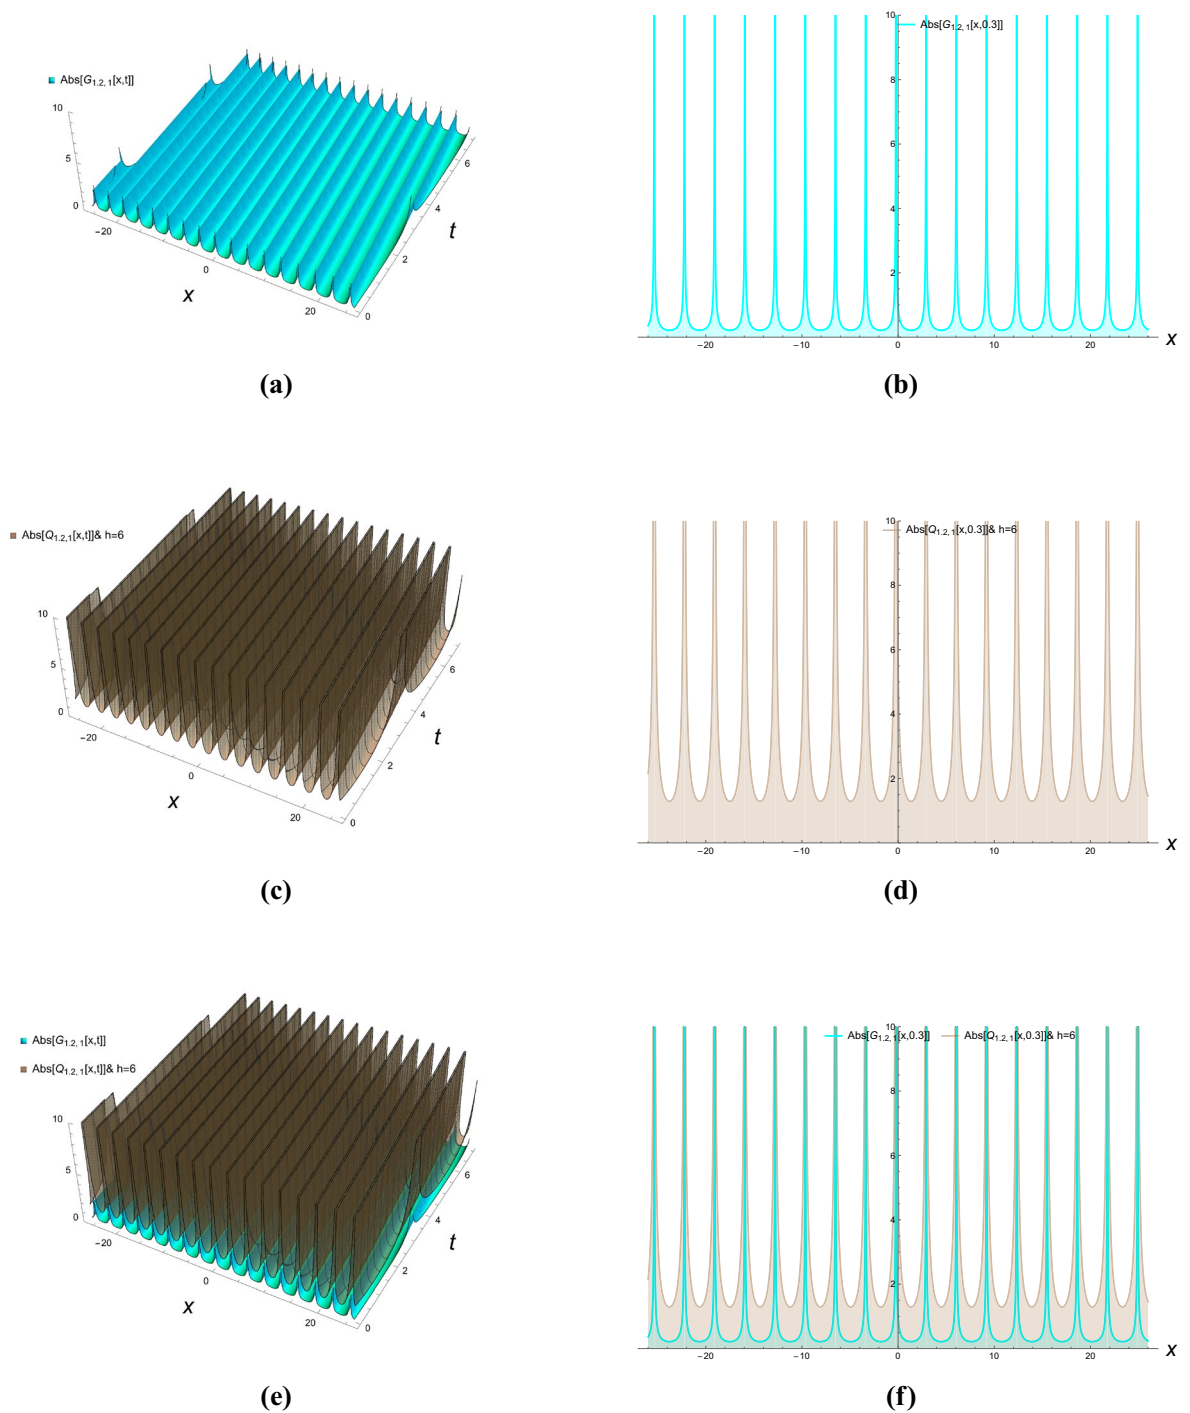 Abs[G1.2, 1[x,t]]
10
5
0
−20
0
20
x
0
2
4
6
t
(a)
Abs[G1.2, 1[x,0.3]]
10
8
6
4
2
−20
−10
0
10
20
x
(b)
Abs[Q1.2,1[x,t]]& h=6
10
5
0
−20
0
20
x
0
2
4
6
t
(c)
Abs[Q1.2, 1[x,0.3]]& h=6
10
8
6
4
2
−20
−10
0
10
20
x
(d)
Abs[G1.2, 1[x,t]]
Abs[Q1.2, 1[x,t]]& h=6
10
5
0
−20
0
20
x
0
2
4
6
t
(e)
Abs[G1.2, 1[x,0.3]] Abs[Q1.2, 1[x,0.3]]& h=6
10
8
6
4
2
−20
−10
0
10
20
x
(f)